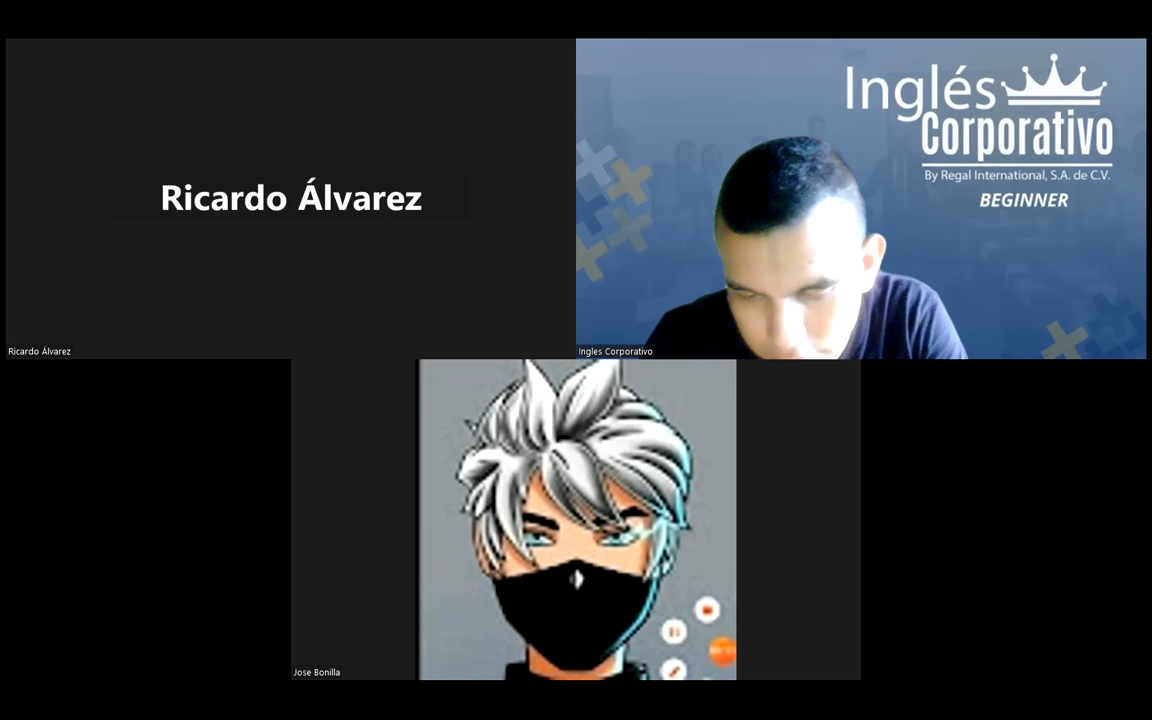 Ricardo Álvarez
Ricardo Álvarez
Inglés
Corporativo
By Regal International, S.A. de C.V.
BEGINNER
Ingles Corporativo
Jose Bonilla